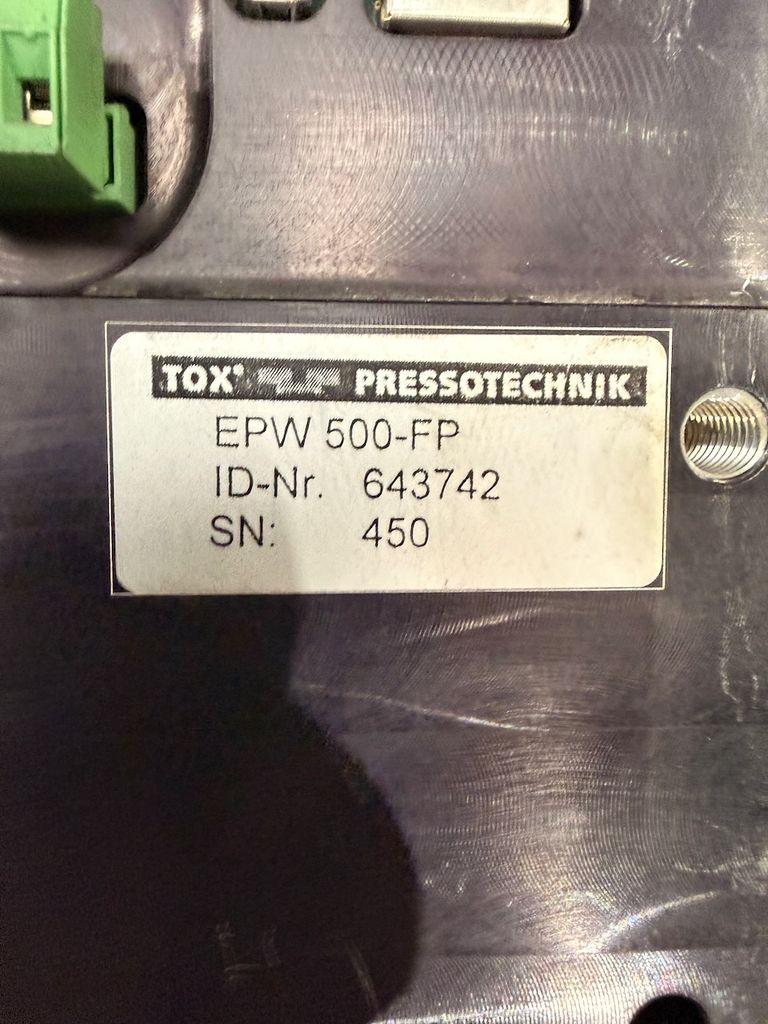 TOX® PRESSOTECHNIK
EPW 500-FP
ID-Nr. 643742
SN: 450